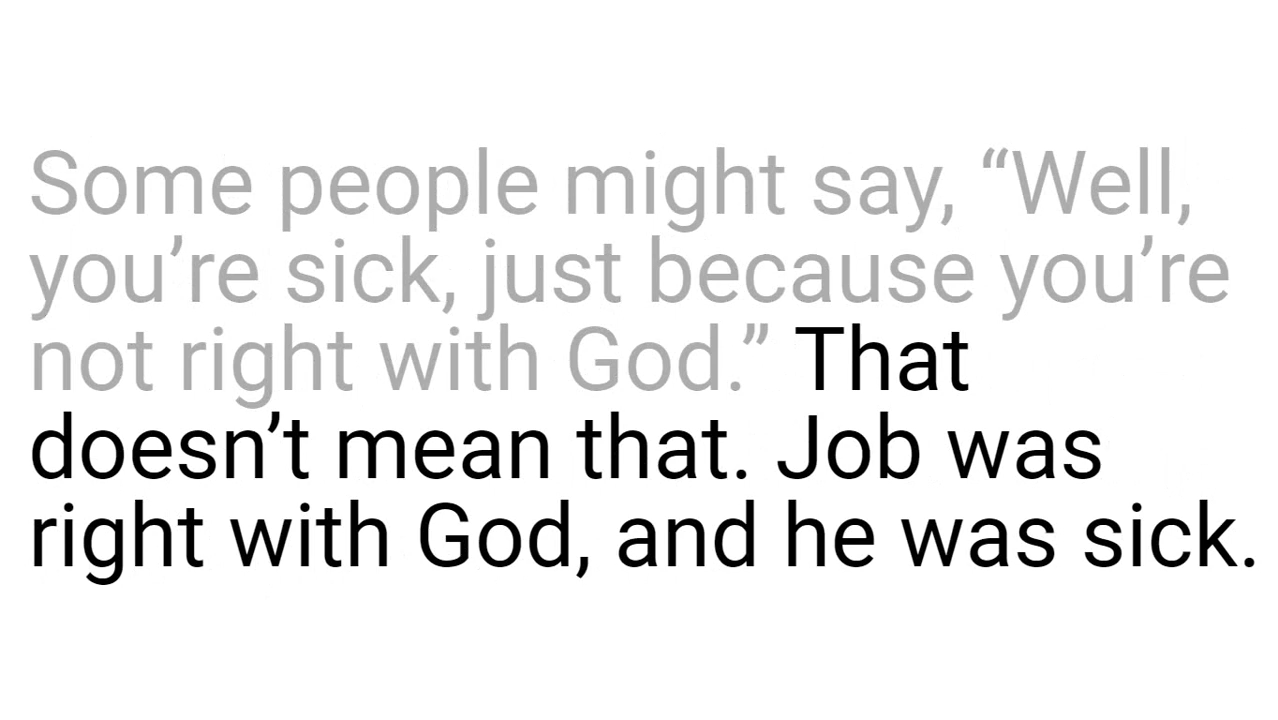 Some people might say, “Well,
you’re sick, just because you’re
not right with God.” That
doesn’t mean that. Job was
right with God, and he was sick.